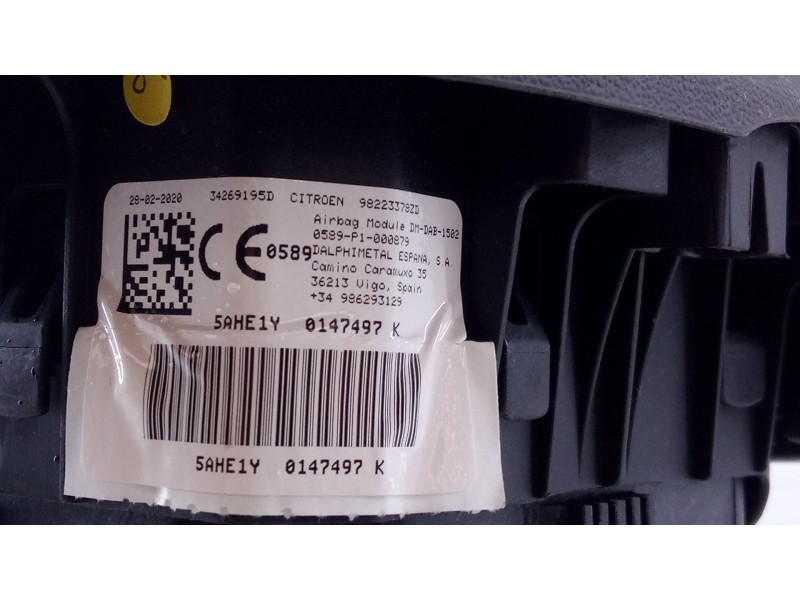 28-02-2020 34269195D CITROEN 98223378ZD
Airbag Module DM-DAB-1502
0589-P1-000879
CE 0589 DALPHIMETAL ESPANA, S.A.
Camino Caramuxo 35
36213 Vigo, Spain
+34 986293129
5AHE1Y 0147497 K
5AHE1Y 0147497 K